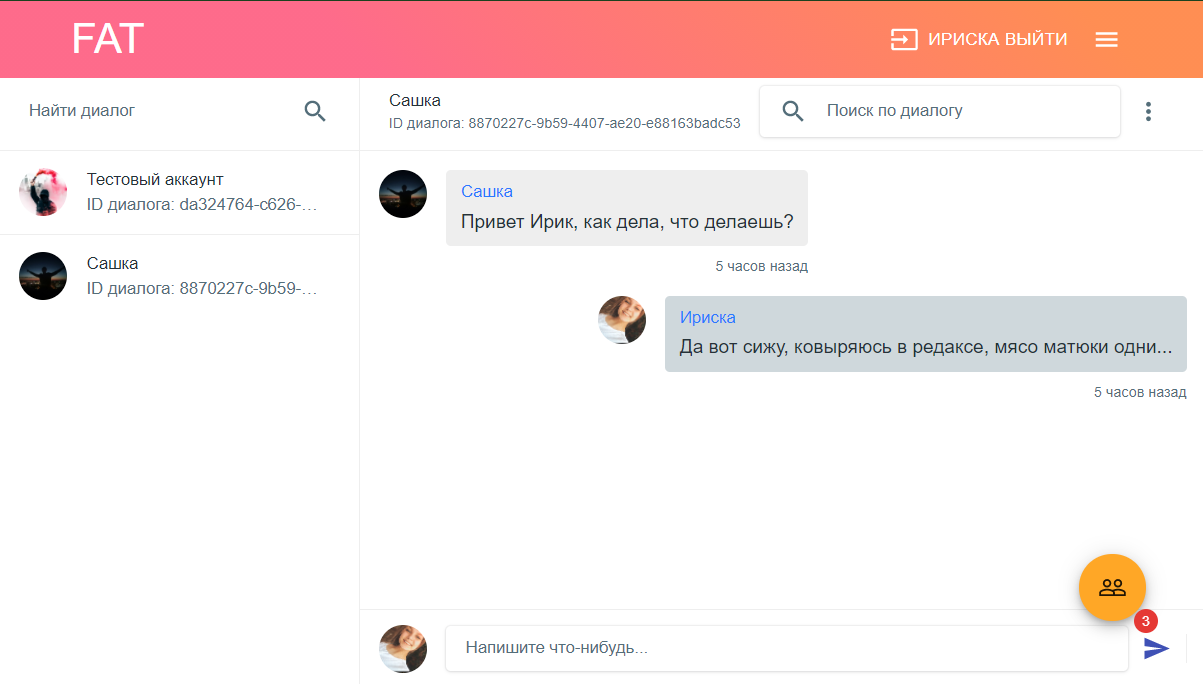 FAT
ИРИСКА ВЫЙТИ
Найти диалог
Сашка
ID диалога: 8870227c-9b59-4407-ae20-e88163badc53
Поиск по диалогу
Тестовый аккаунт
ID диалога: da324764-c626-...
Сашка
ID диалога: 8870227c-9b59-...
Сашка
Привет Ирик, как дела, что делаешь?
5 часов назад
Ириска
Да вот сижу, ковыряюсь в редаксе, мясо матюки одни...
5 часов назад
3
Напишите что-нибудь...